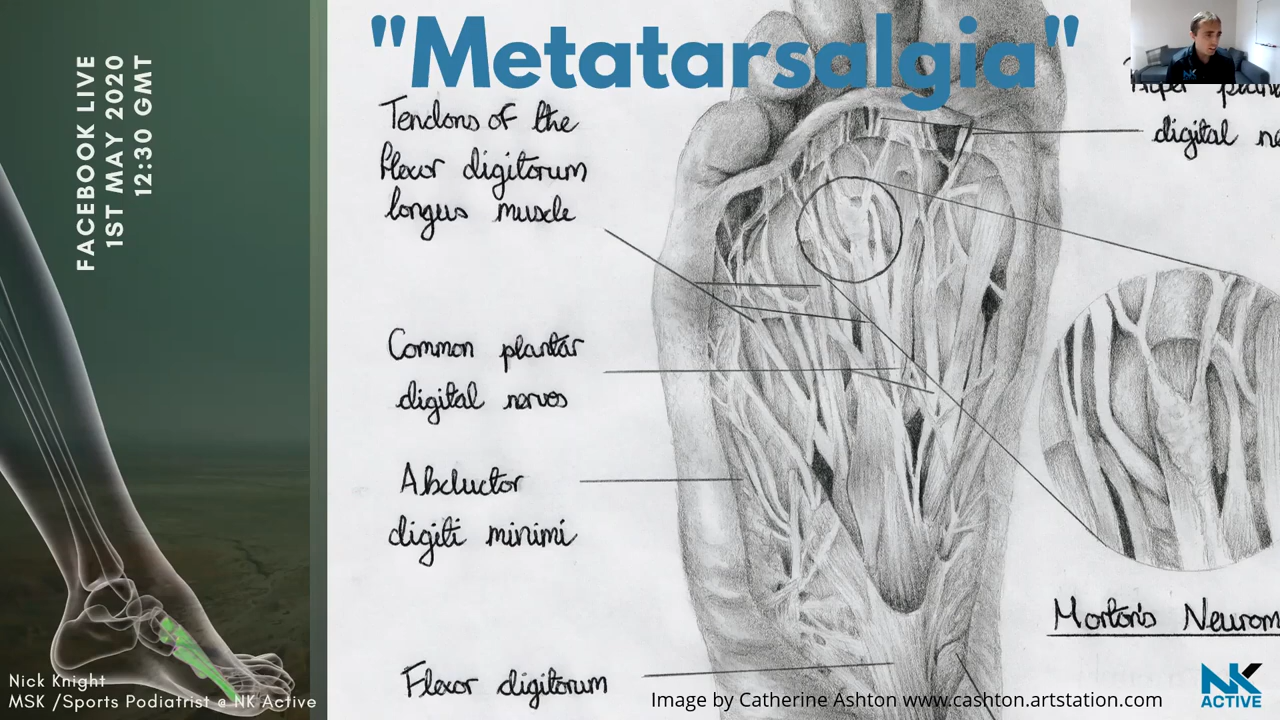 FACEBOOK LIVE
1ST MAY 2020
12:30 GMT
"Metatarsalgia"
Tendons of the
flexor digitorum
longus muscle
digital
Common plantar
digital nerves
Abductor
digiti minimi
Morton's
Flexor digitorum
Nick Knight
MSK /Sports Podiatrist @ NK Active
Image by Catherine Ashton www.cashton.artstation.com
NK
ACTIVE
NK